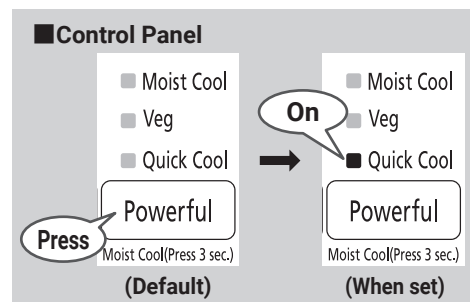 ■Control Panel
Moist Cool
Veg
Quick Cool
Powerful
Press
Moist Cool(Press 3 sec.)
(Default)
Moist Cool
On
Veg
Quick Cool
Powerful
Moist Cool(Press 3 sec.)
(When set)